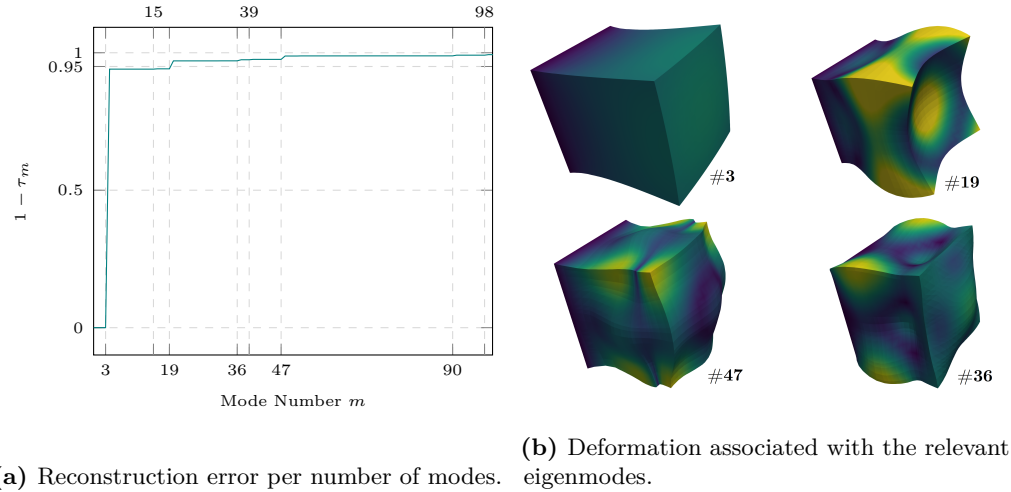 15 39 98
1
0.95
0.5
0
1 − τm
3 19 36 47 90
Mode Number m
#3
#19
#47
#36
a) Reconstruction error per number of modes.
(b) Deformation associated with the relevant
eigenmodes.